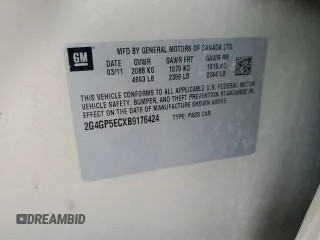 GM
MFD BY GENERAL MOTORS OF CANADA LTD.
DATE GVWR GAWR FRT GAWR RR
03/11 2088 KG 1070 KG 1018 KG
4603 LB 2359 LB 2244 LB
THIS VEHICLE CONFORMS TO ALL APPLICABLE U.S. FEDERAL MOTOR
VEHICLE SAFETY, BUMPER, AND THEFT PREVENTION STANDARDS
IN EFFECT ON THE DATE OF MANUFACTURE SHOWN ABOVE.
2G4GP5ECXB9176424 TYPE: PASS CAR
DREAMBID